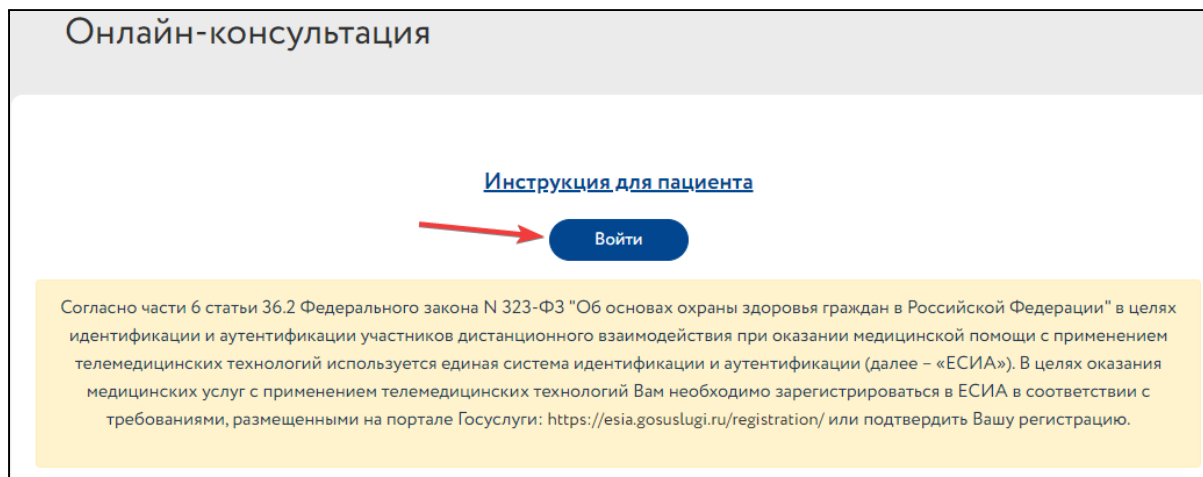 Онлайн-консультация
Инструкция для пациента
Войти
Согласно части 6 статьи 36.2 Федерального закона N 323-ФЗ "Об основах охраны здоровья граждан в Российской Федерации" в целях
идентификации и аутентификации участников дистанционного взаимодействия при оказании медицинской помощи с применением
телемедицинских технологий используется единая система идентификации и аутентификации (далее – «ЕСИА»). В целях оказания
медицинских услуг с применением телемедицинских технологий Вам необходимо зарегистрироваться в ЕСИА в соответствии с
требованиями, размещенными на портале Госуслуги: https://esia.gosuslugi.ru/registration/ или подтвердить Вашу регистрацию.